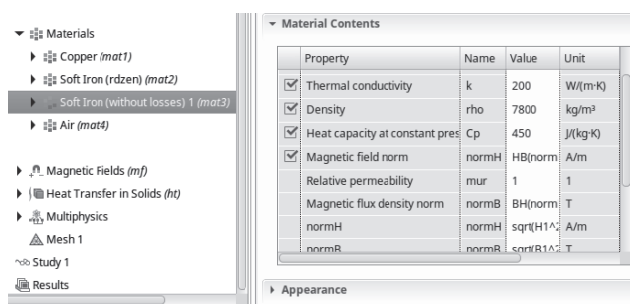 Materials
Copper (mat1)
Soft Iron (rdzen) (mat2)
Soft Iron (without losses) 1 (mat3)
Air (mat4)
Magnetic Fields (mf)
Heat Transfer in Solids (ht)
Multiphysics
Mesh 1
Study 1
Results
Material Contents
Property Name Value Unit
Thermal conductivity k 200 W/(m·K)
Density rho 7800 kg/m³
Heat capacity at constant pres Cp 450 J/(kg·K)
Magnetic field norm normH HB(norm A/m
Relative permeability mur 1 1
Magnetic flux density norm normB BH(norm T
normH normH sqrt(H1^2 A/m
normB normB sqrt(B1^2 T
Appearance